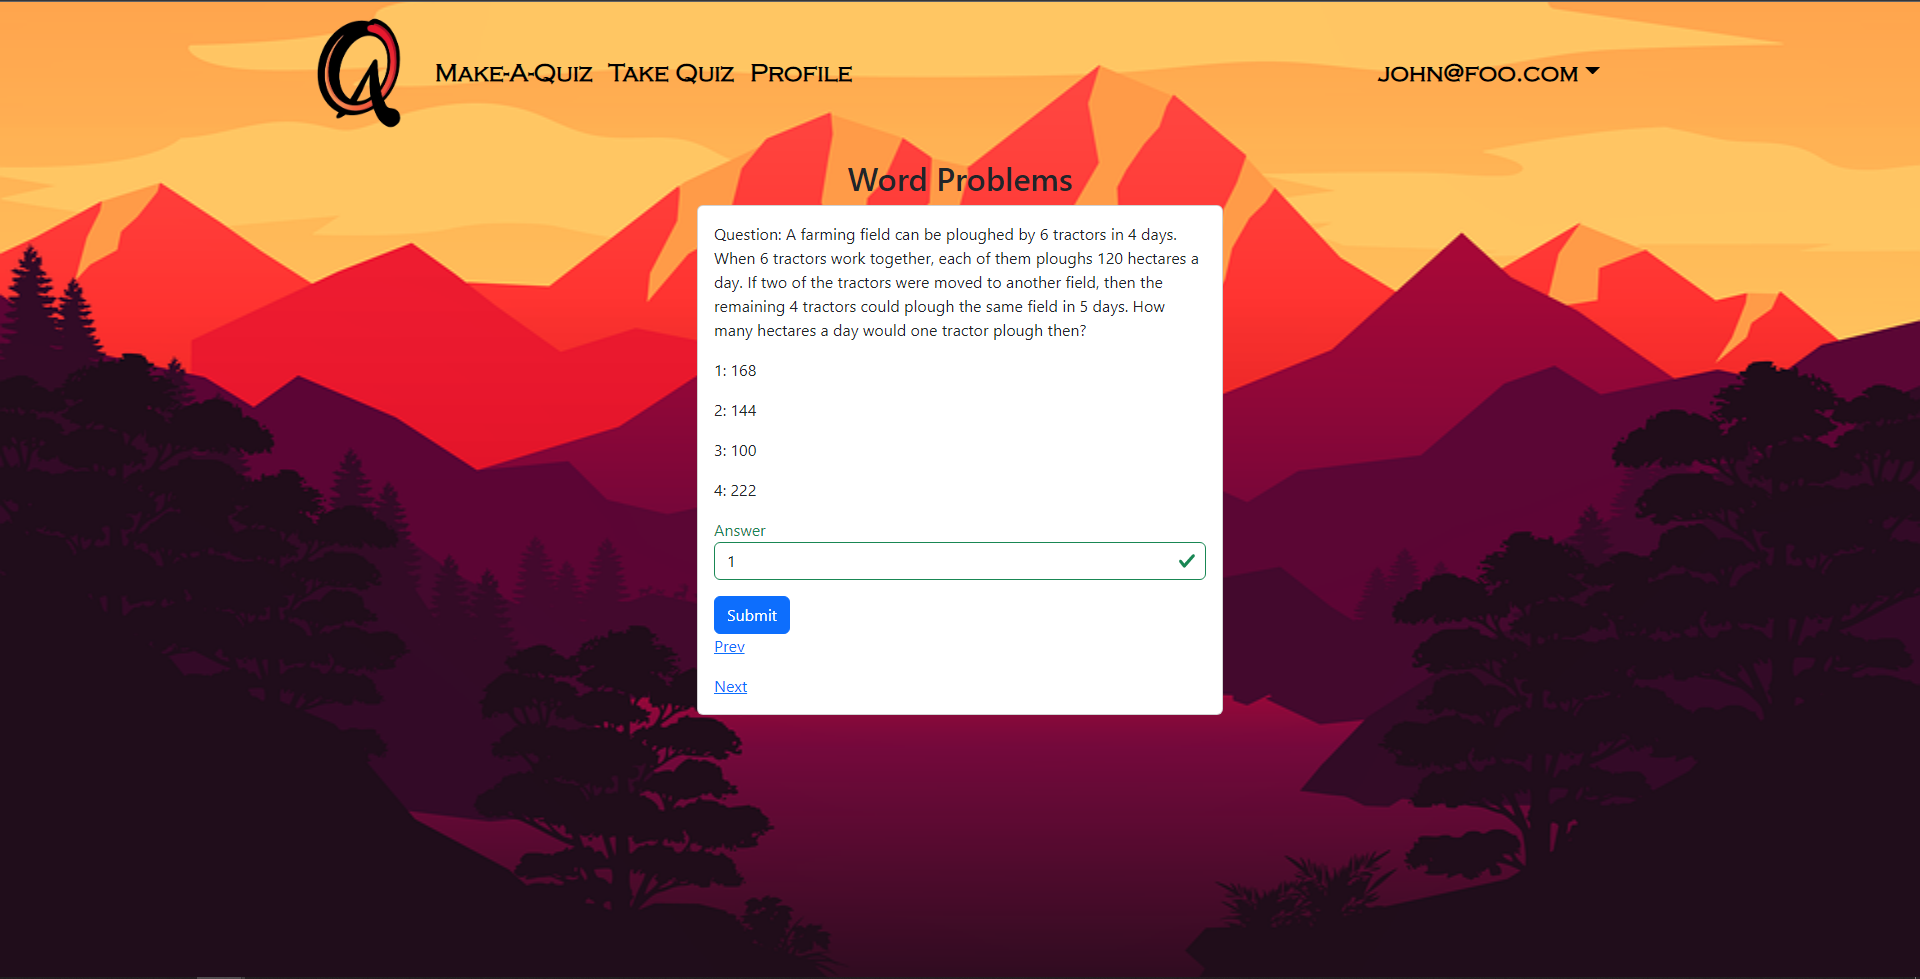 Make-A-Quiz Take Quiz Profile john@foo.com
Word Problems
Question: A farming field can be ploughed by 6 tractors in 4 days.
When 6 tractors work together, each of them ploughs 120 hectares a
day. If two of the tractors were moved to another field, then the
remaining 4 tractors could plough the same field in 5 days. How
many hectares a day would one tractor plough then?
1: 168
2: 144
3: 100
4: 222
Answer
1
Submit
Prev
Next